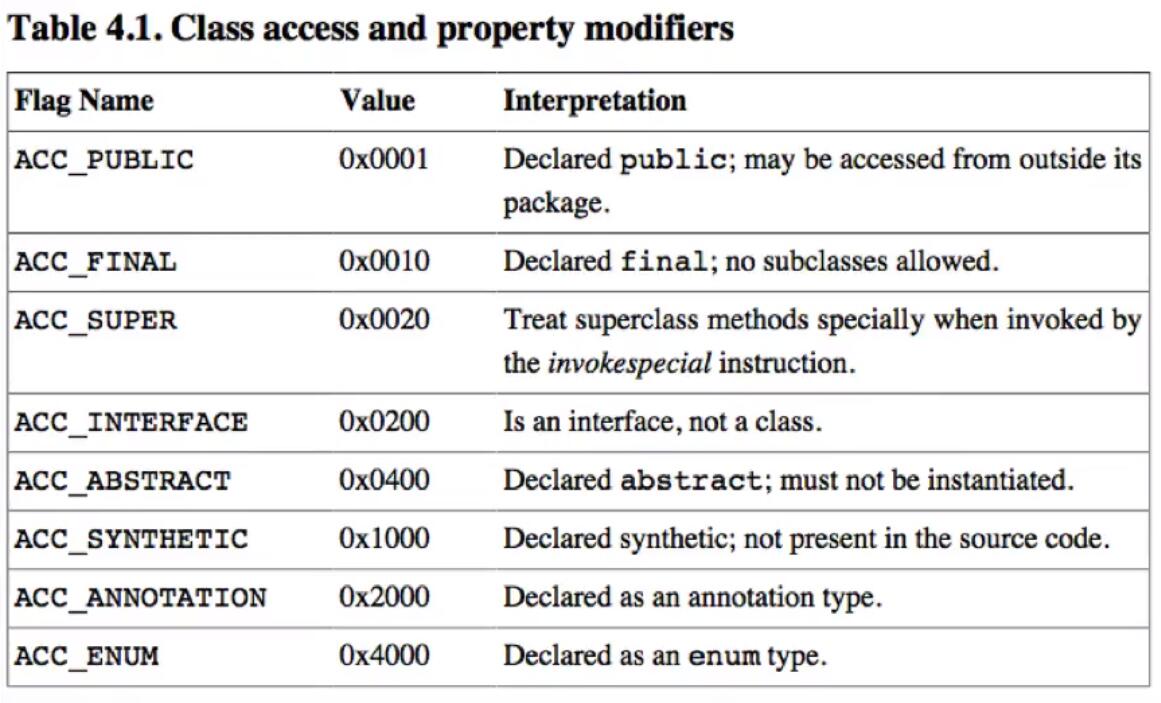 Table 4.1. Class access and property modifiers
Flag Name Value Interpretation
ACC_PUBLIC 0x0001 Declared public; may be accessed from outside its
package.
ACC_FINAL 0x0010 Declared final; no subclasses allowed.
ACC_SUPER 0x0020 Treat superclass methods specially when invoked by
the invokespecial instruction.
ACC_INTERFACE 0x0200 Is an interface, not a class.
ACC_ABSTRACT 0x0400 Declared abstract; must not be instantiated.
ACC_SYNTHETIC 0x1000 Declared synthetic; not present in the source code.
ACC_ANNOTATION 0x2000 Declared as an annotation type.
ACC_ENUM 0x4000 Declared as an enum type.